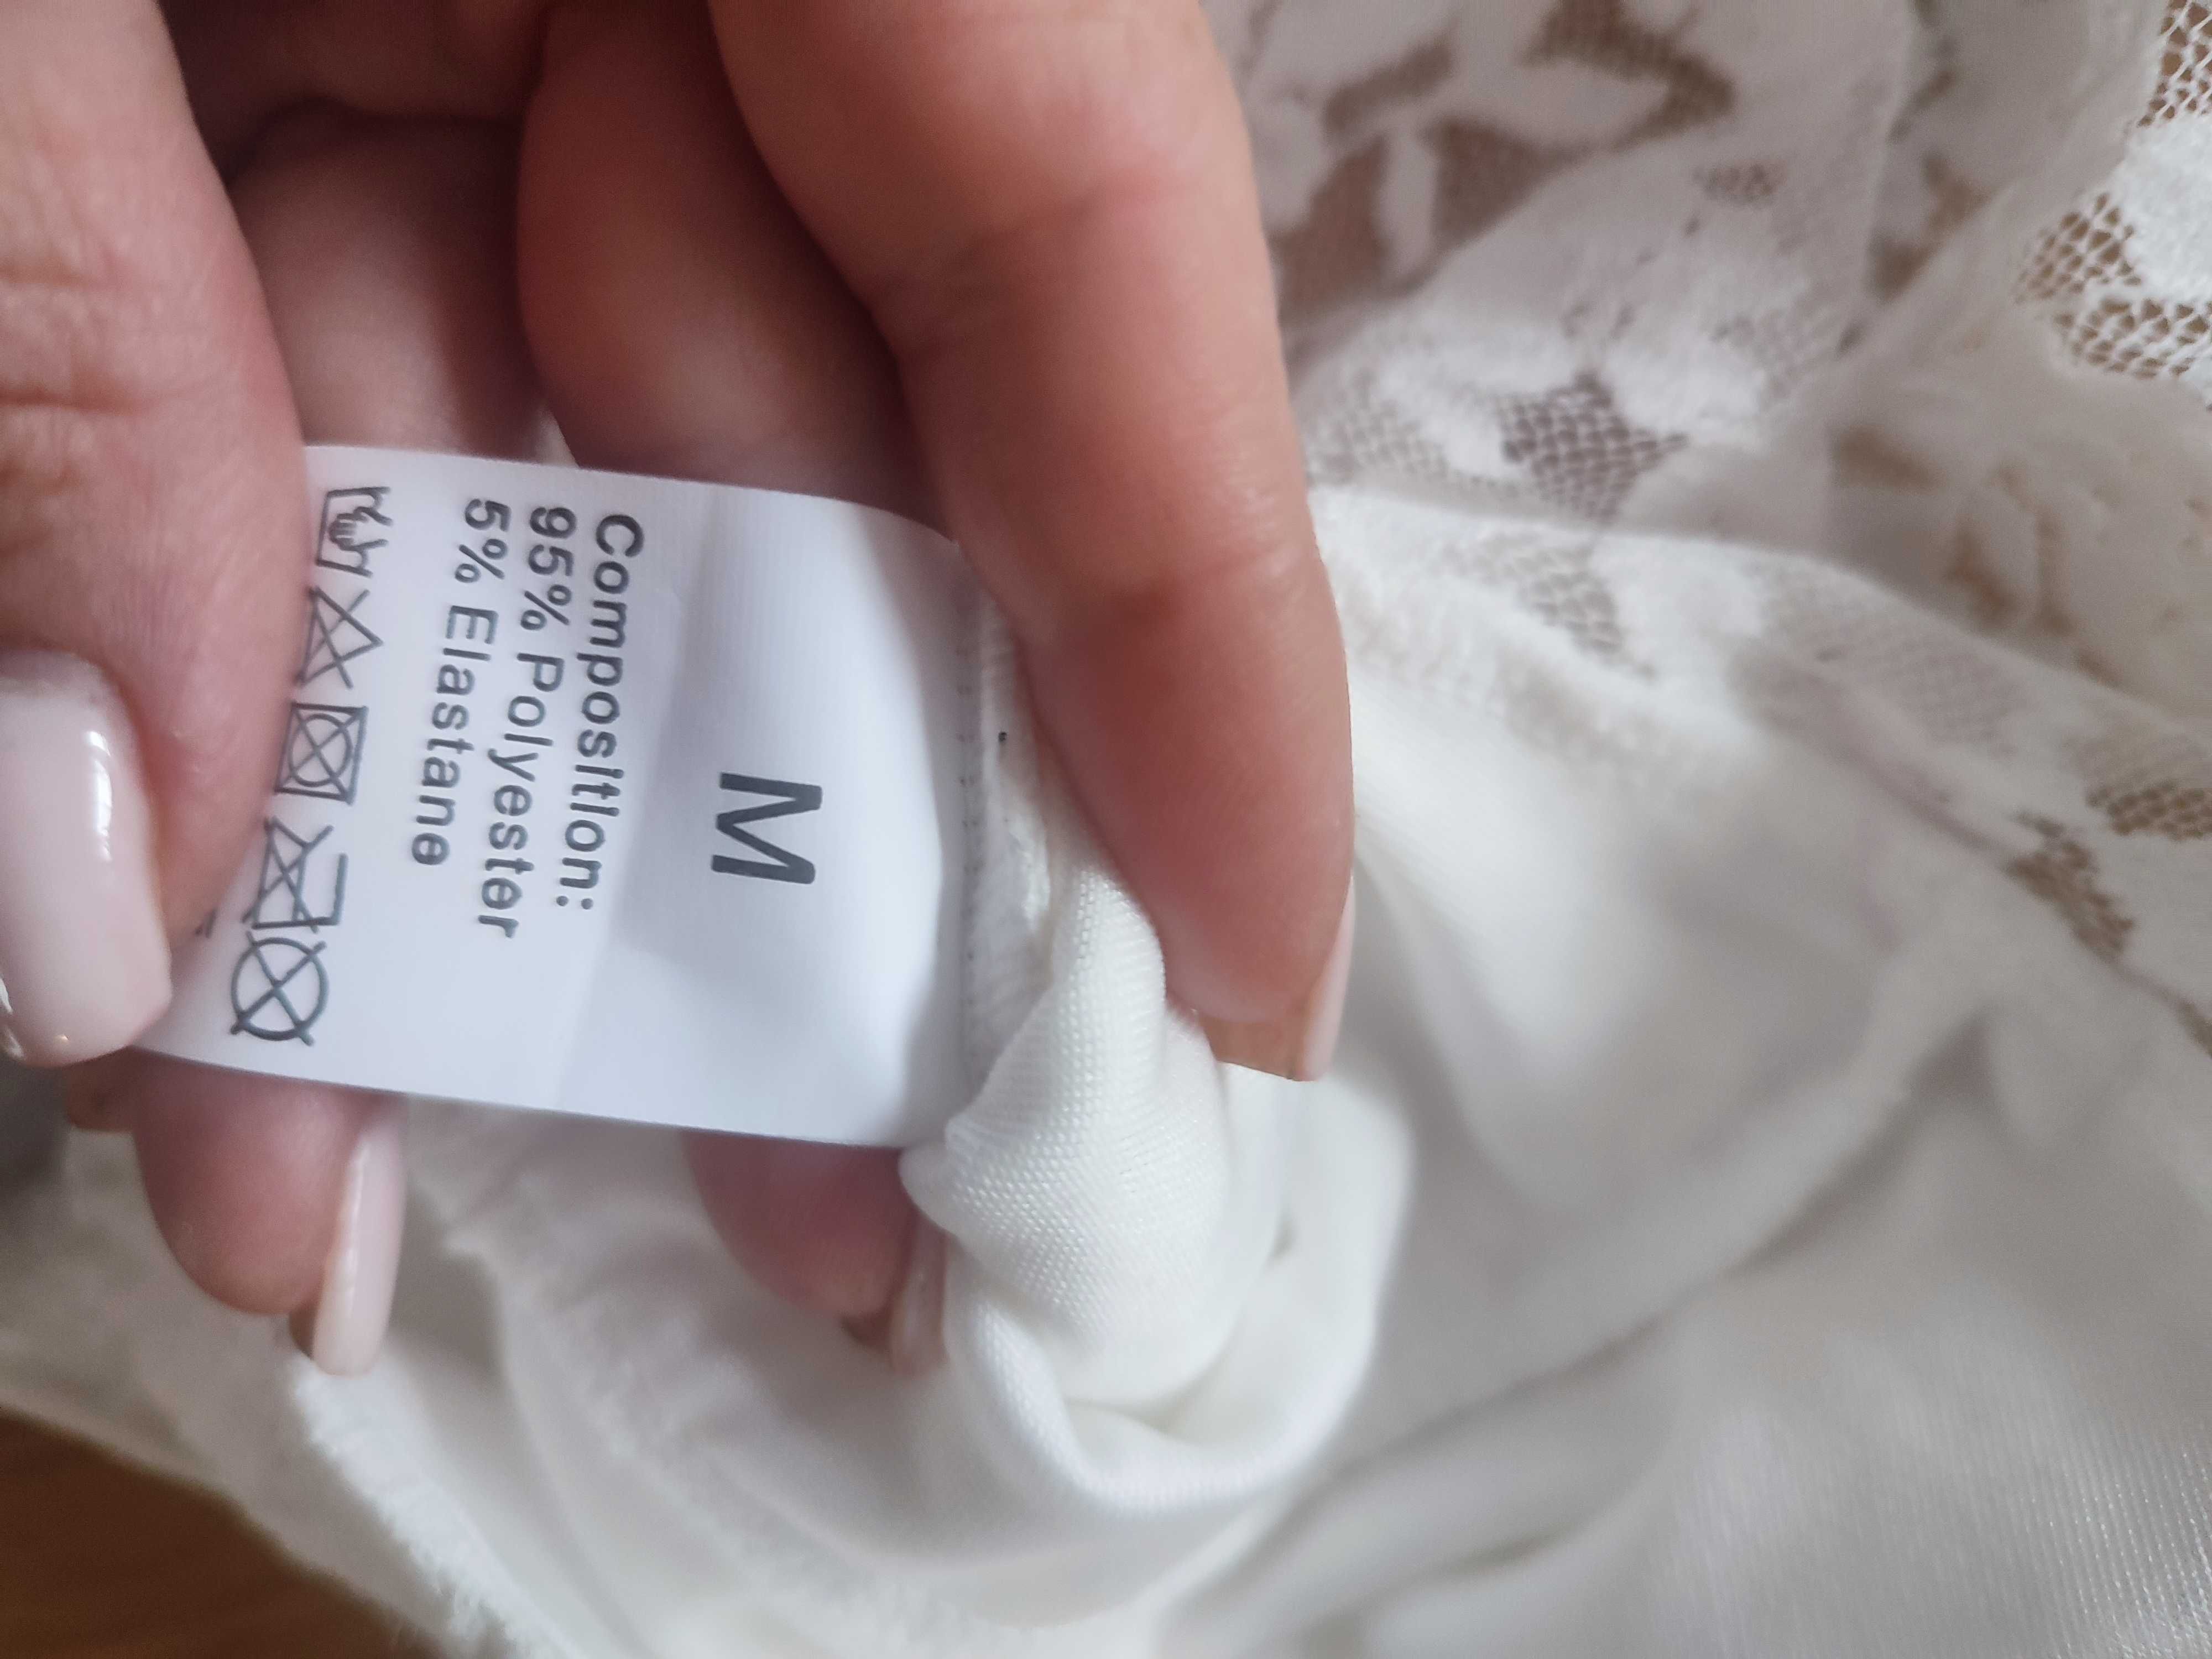 M
Composition::
95% Polyester
5% Elastane